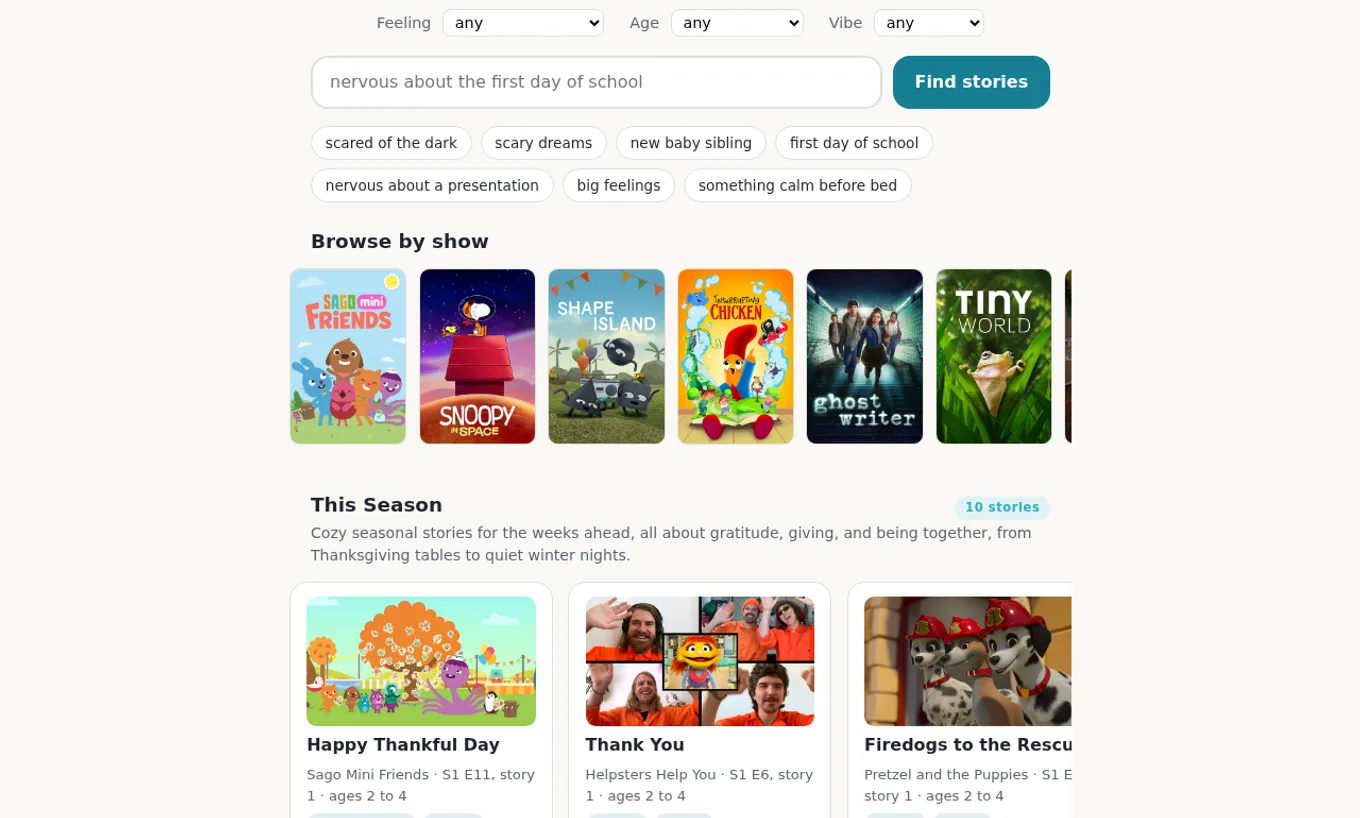 Feeling any Age any Vibe any
nervous about the first day of school Find stories
scared of the dark scary dreams new baby sibling first day of school
nervous about a presentation big feelings something calm before bed
Browse by show
SAGO mini FRIENDS
SNOOPY IN SPACE
SHAPE ISLAND
INTERRUPTING CHICKEN
ghost writer
TINY WORLD
This Season 10 stories
Cozy seasonal stories for the weeks ahead, all about gratitude, giving, and being together, from
Thanksgiving tables to quiet winter nights.
Happy Thankful Day
Sago Mini Friends · S1 E11, story
1 · ages 2 to 4
Thank You
Helpsters Help You · S1 E6, story
1 · ages 2 to 4
Firedogs to the Rescu
Pretzel and the Puppies · S1 E
story 1 · ages 2 to 4